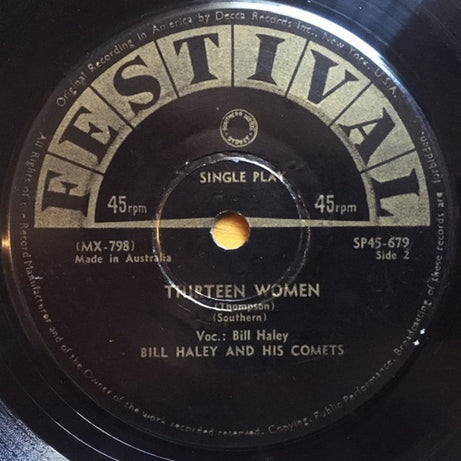 Original Recording in America by Decca Records Inc., New York, U.S.A.
FESTIVAL
SINGLE PLAY
45rpm
45rpm
(MX-798)
SP45-679
Made in Australia
Side 2
THIRTEEN WOMEN
(Thompson)
(Southern)
Voc.: Bill Haley
BILL HALEY AND HIS COMETS
All Rights of the Record Manufacturer and of the Owner of the work recorded reserved. Copying, Public Performance, Broadcasting of these records are forbidden.